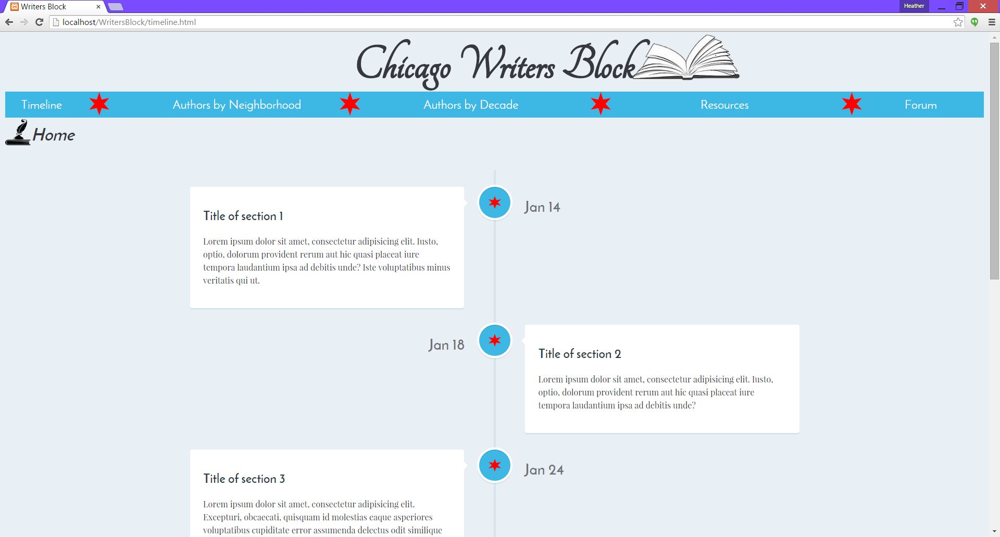 Writers Block
Heather
localhost/WritersBlock/timeline.html
Chicago Writers Block
Timeline Authors by Neighborhood Authors by Decade Resources Forum
Home
Jan 14
Title of section 1
Lorem ipsum dolor sit amet, consectetur adipisicing elit. Iusto,
optio, dolorum provident rerum aut hic quasi placeat iure
tempora laudantium ipsa ad debitis unde? Iste voluptatibus minus
veritatis qui ut.
Jan 18
Title of section 2
Lorem ipsum dolor sit amet, consectetur adipisicing elit. Iusto,
optio, dolorum provident rerum aut hic quasi placeat iure
tempora laudantium ipsa ad debitis unde?
Jan 24
Title of section 3
Lorem ipsum dolor sit amet, consectetur adipisicing elit.
Excepturi, obcaecati, quisquam id molestias eaque asperiores
voluptatibus cupiditate error assumenda delectus odit similique